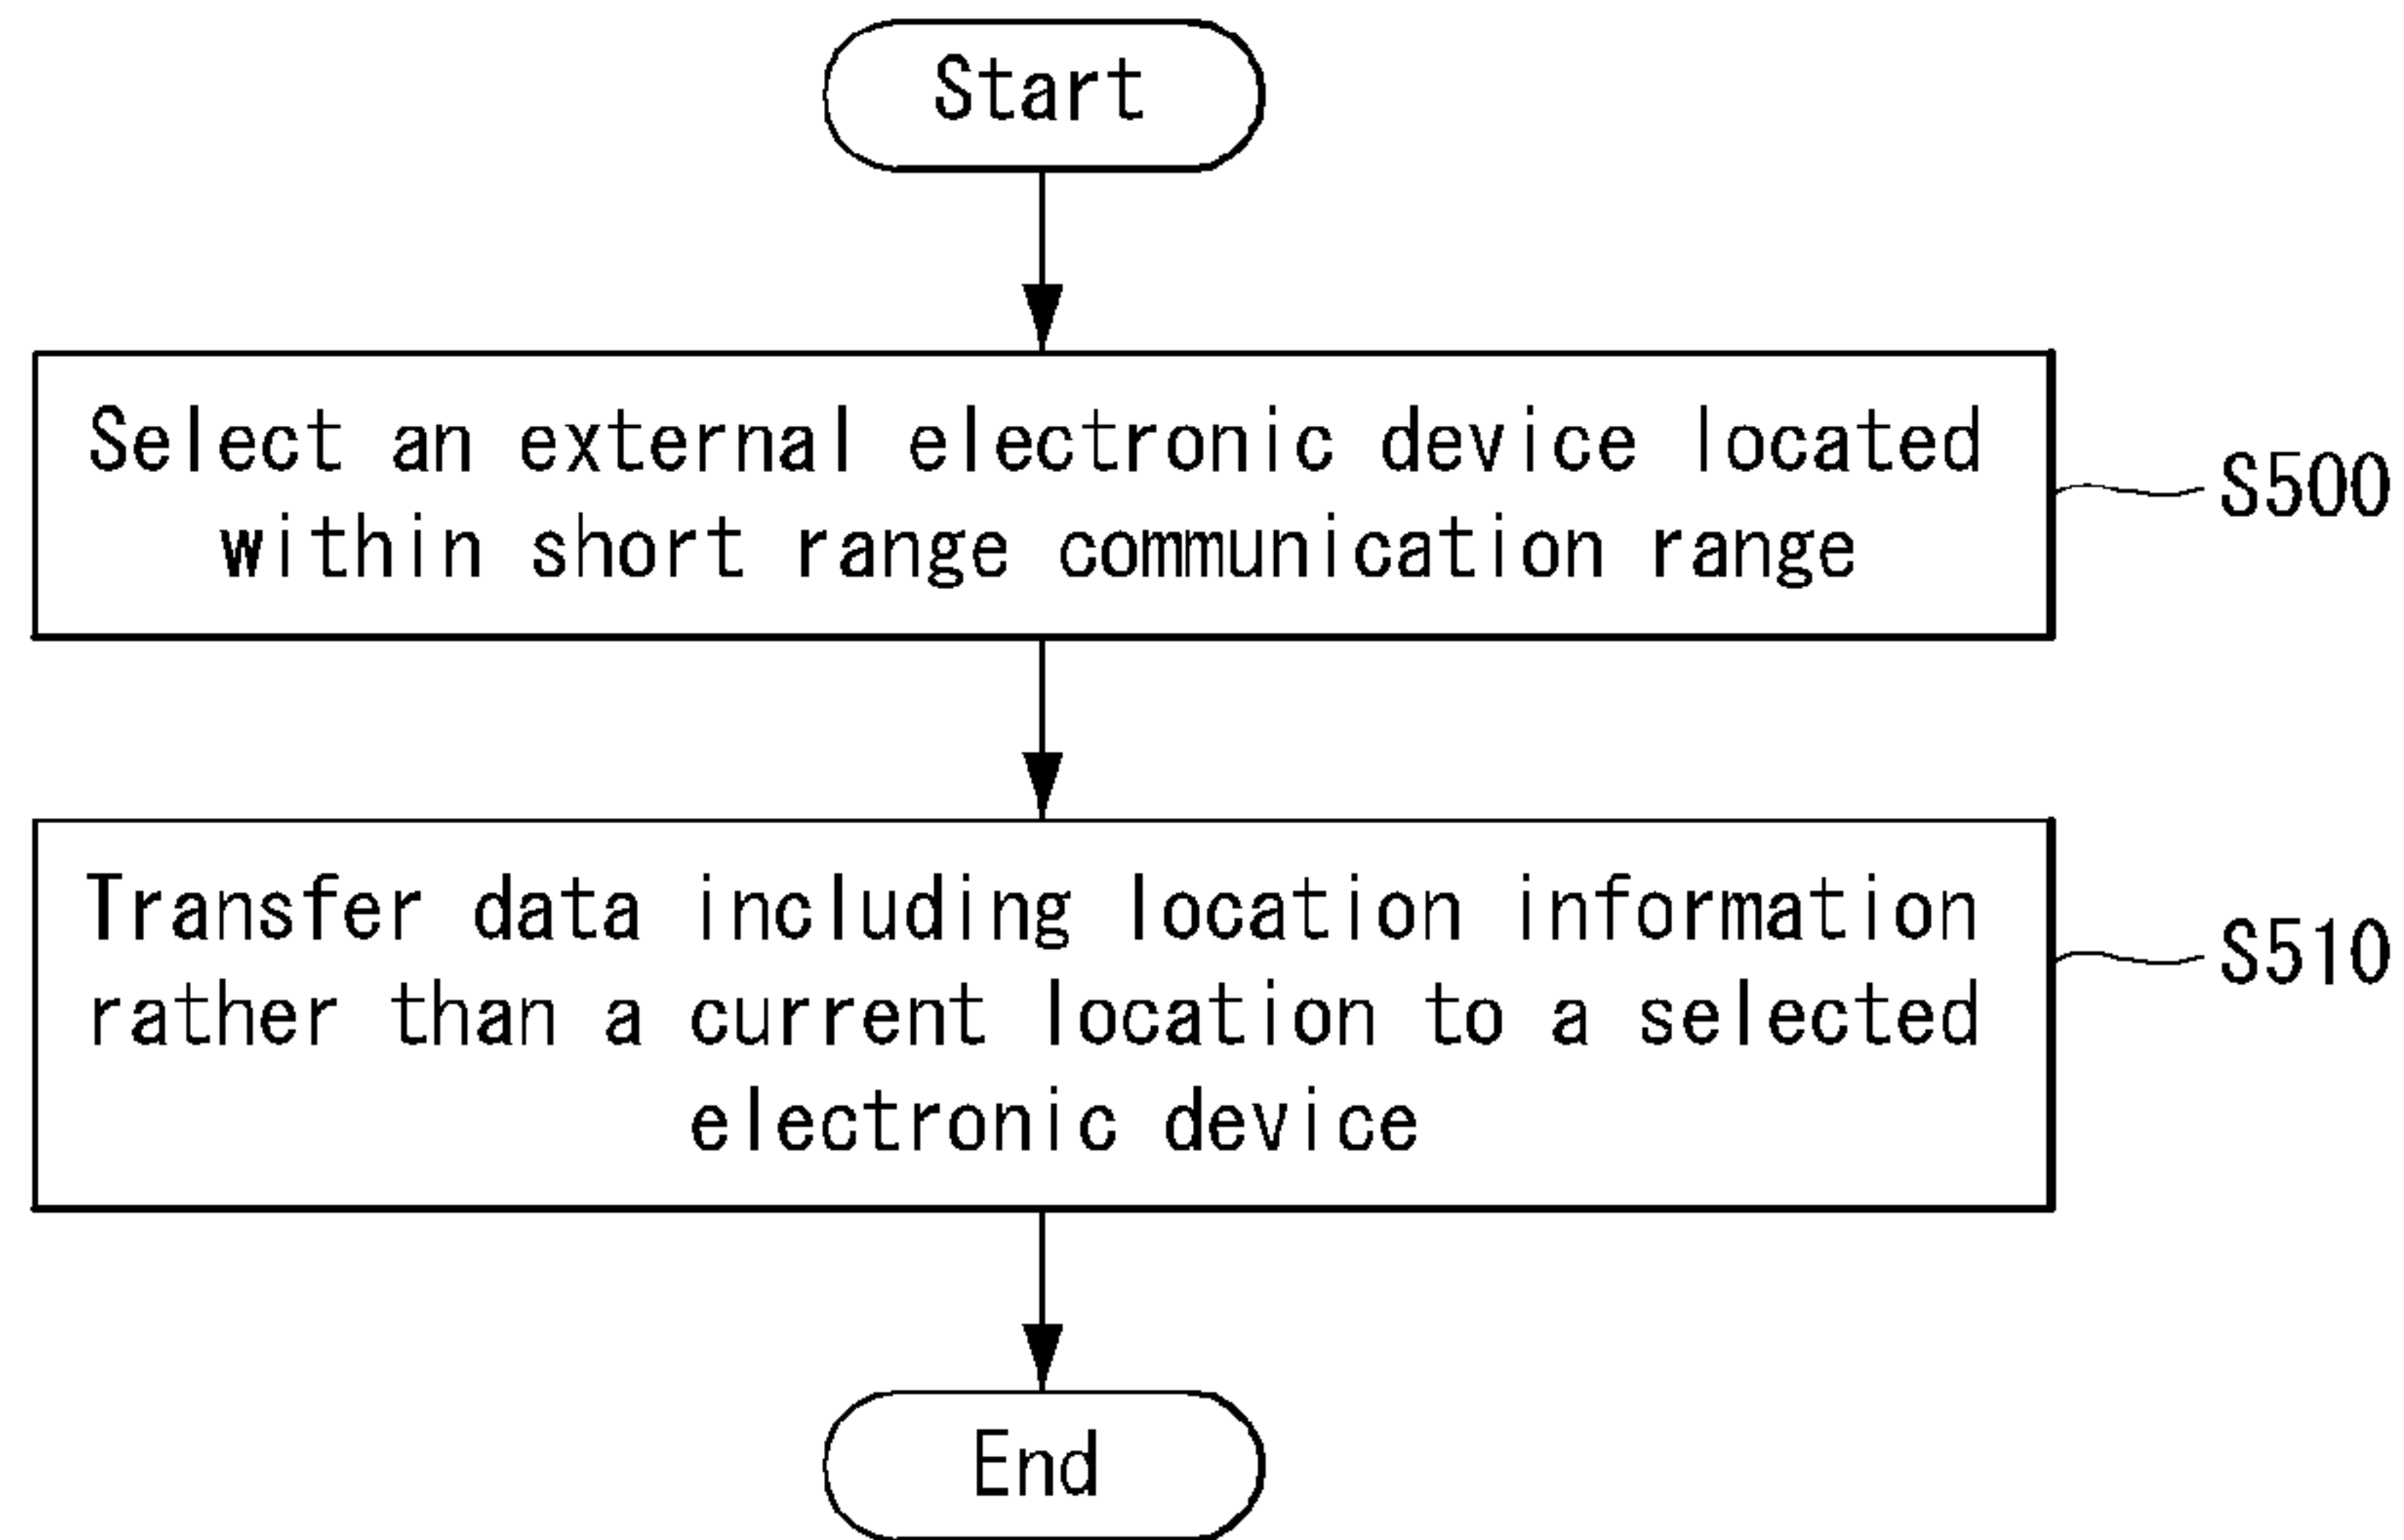 Start
Select an external electronic device located
within short range communication range
S500
Transfer data including location information
rather than a current location to a selected
electronic device
S510
End